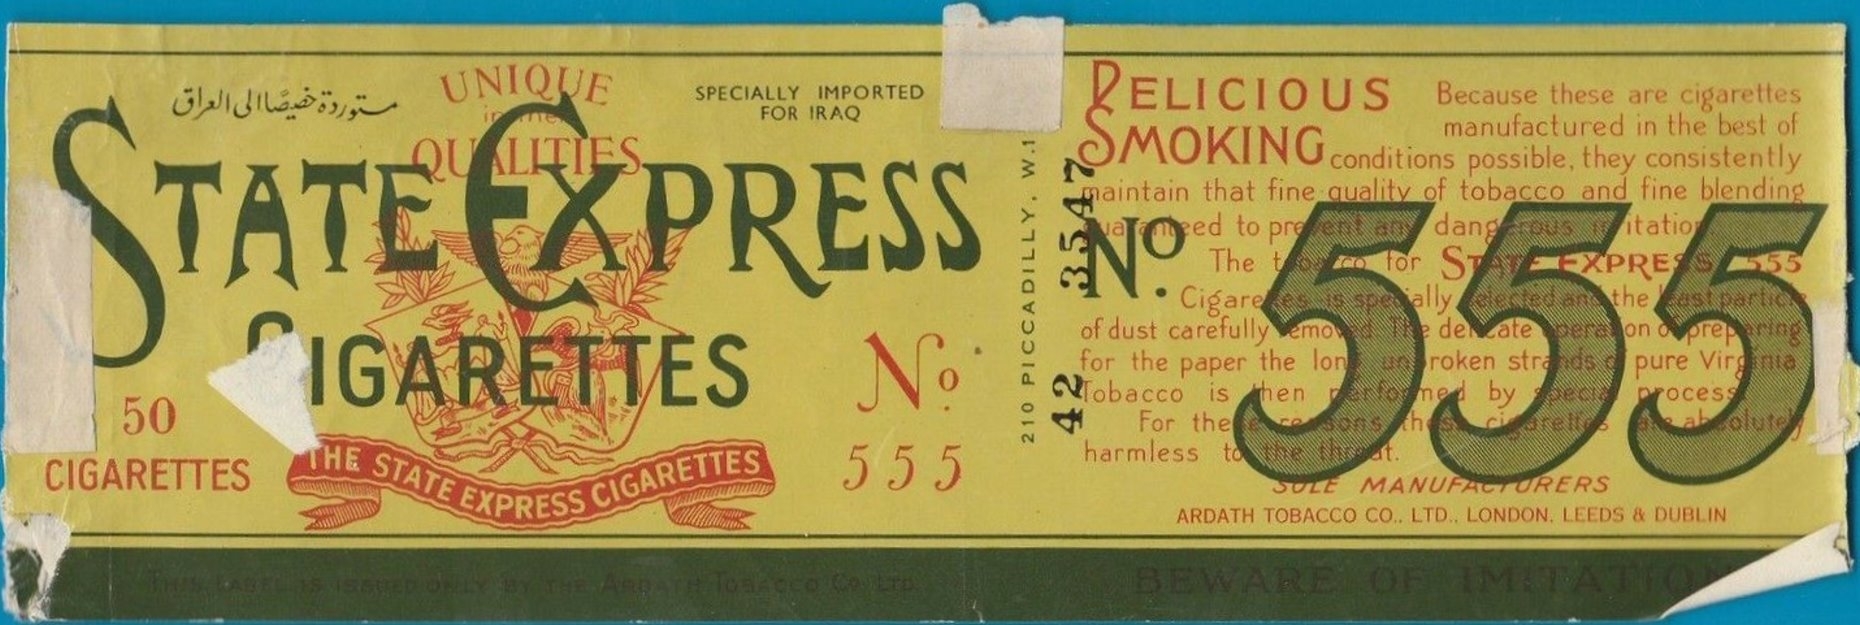 مستوردة خصيصًا الى العراق
UNIQUE
in their
QUALITIES
SPECIALLY IMPORTED
FOR IRAQ
STATE EXPRESS
CIGARETTES
50
CIGARETTES
No
555
THE STATE EXPRESS CIGARETTES
THIS LABEL IS ISSUED ONLY BY THE ARDATH TOBACCO CO LTD.
210 PICCADILLY, W.1
42 3547
DELICIOUS
SMOKING
Because these are cigarettes
manufactured in the best of
conditions possible, they consistently
maintain that fine quality of tobacco and fine blending
guaranteed to prevent any dangerous imitation
The tobacco for STATE EXPRESS 555
Cigarettes is specially selected and the least particle
of dust carefully removed. The delicate operation of preparing
for the paper the long unbroken strands of pure Virginia
Tobacco is then performed by special process
For these reasons these cigarettes are absolutely
harmless to the throat.
No. 555
SOLE MANUFACTURERS
ARDATH TOBACCO CO., LTD., LONDON, LEEDS & DUBLIN
BEWARE OF IMITATION